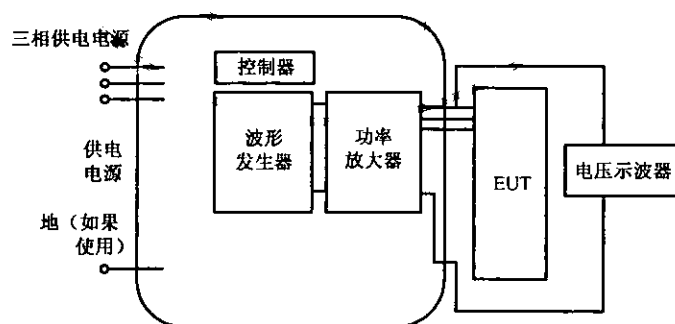 三相供电电源
控制器
供电
电源
波形
发生器
功率
放大器
EUT
电压示波器
地（如果
使用）